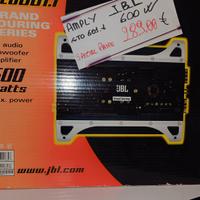 AMPLY JBL
GTO 601.1 600 W
289,00 €
GRAND
TOURING
SERIES
audio
subwoofer
amplifier
600
watts
max. power
JBL
www.jbl.com